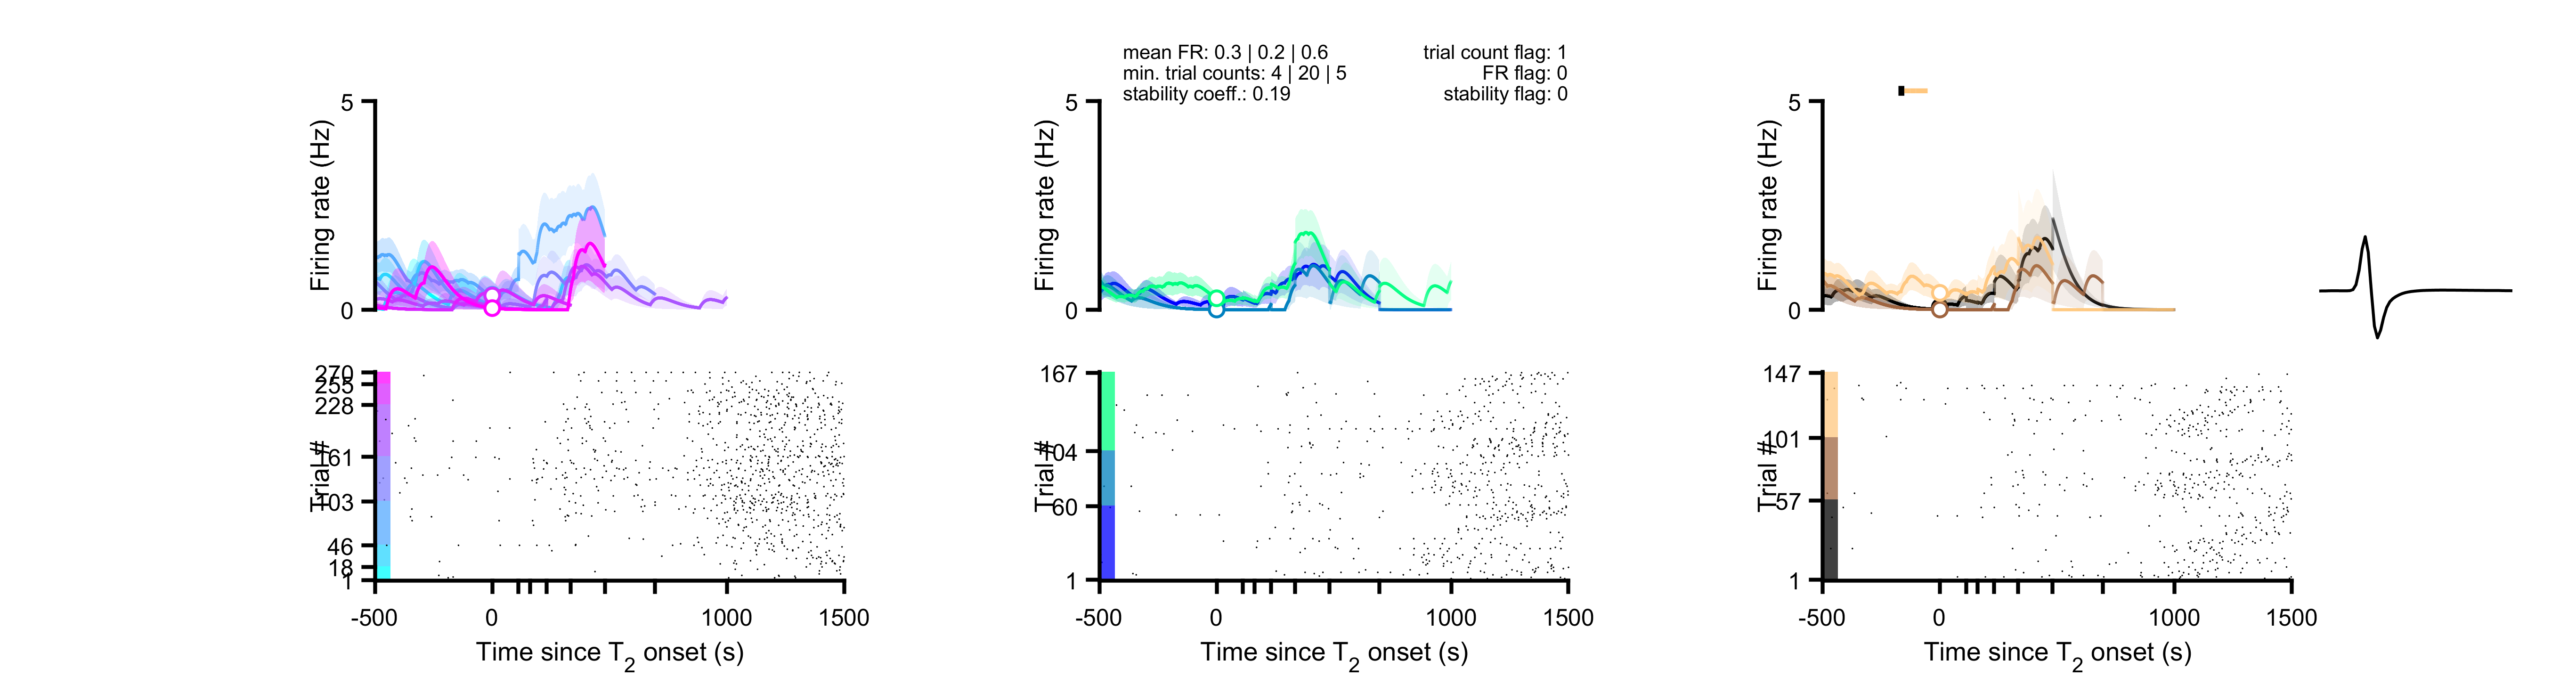 mean FR: 0.3 | 0.2 | 0.6
min. trial counts: 4 | 20 | 5
stability coeff.: 0.19
trial count flag: 1
FR flag: 0
stability flag: 0
5
Firing rate (Hz)
0
5
Firing rate (Hz)
0
5
Firing rate (Hz)
0
270
255
228
161
103
46
18
1
Trial #
-500
0
1000
1500
Time since T2 onset (s)
167
104
60
1
Trial #
-500
0
1000
1500
Time since T2 onset (s)
147
101
57
1
Trial #
-500
0
1000
1500
Time since T2 onset (s)